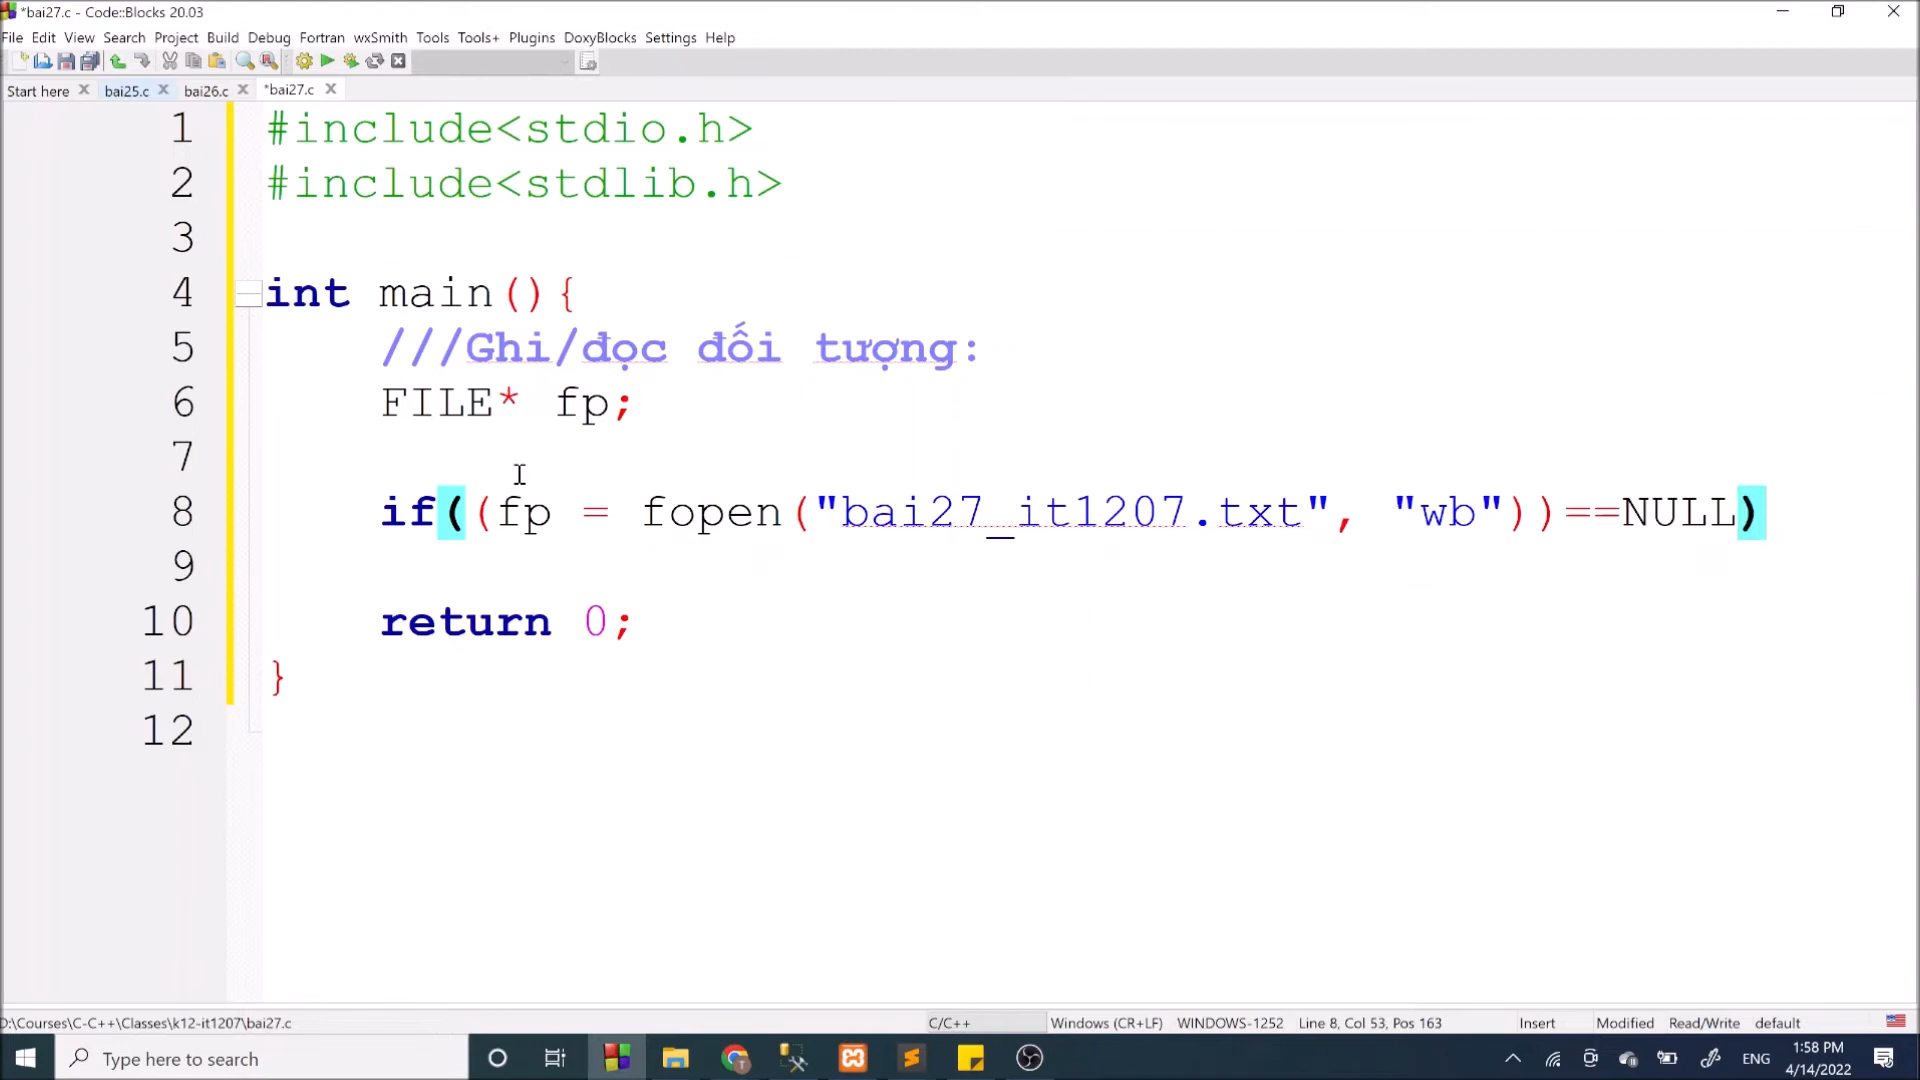 *bai27.c - Code::Blocks 20.03
File Edit View Search Project Build Debug Fortran wxSmith Tools Tools+ Plugins DoxyBlocks Settings Help
Start here bai25.c bai26.c *bai27.c
1 #include<stdio.h>
2 #include<stdlib.h>
3
4 int main(){
5 ///Ghi/đọc đối tượng:
6 FILE* fp;
7
8 if((fp = fopen("bai27_it1207.txt", "wb"))==NULL)
9
10 return 0;
11 }
12
D:\Courses\C-C++\Classes\k12-it1207\bai27.c C/C++ Windows (CR+LF) WINDOWS-1252 Line 8, Col 53, Pos 163 Insert Modified Read/Write default
Type here to search ENG 1:58 PM
4/14/2022